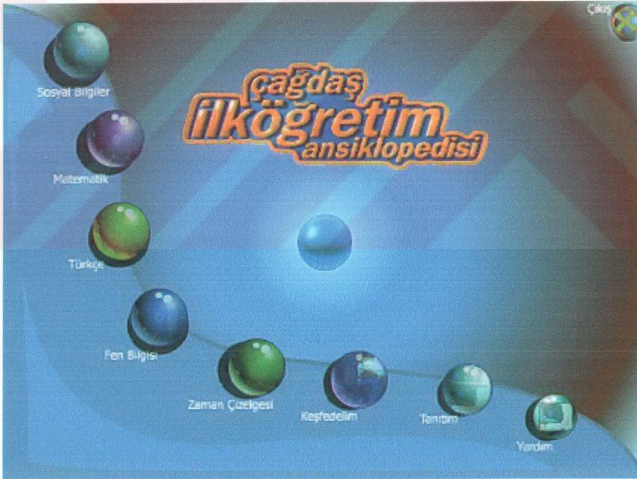 Çıkış
çağdaş
ilköğretim
ansiklopedisi
Sosyal Bilgiler
Matematik
Türkçe
Fen Bilgisi
Zaman Çizelgesi
Keşfedelim
Tanıtım
Yardım